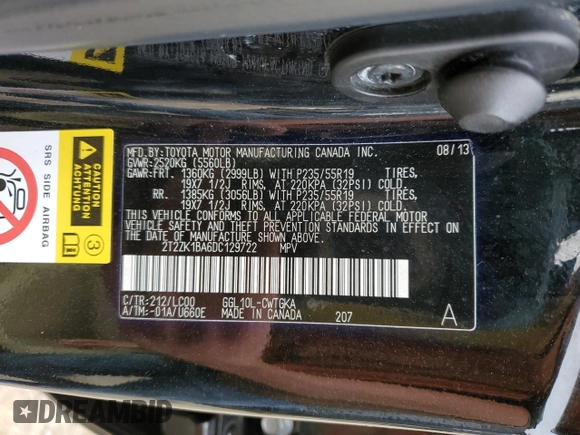 MFD.BY:TOYOTA MOTOR MANUFACTURING CANADA INC. 08/13
GVWR:2520KG (5560LB)
GAWR:FRT. 1360KG (2999LB) WITH P235/55R19 TIRES,
19X7 1/2J RIMS, AT 220KPA (32PSI) COLD.
RR. 1385KG (3056LB) WITH P235/55R19 TIRES,
19X7 1/2J RIMS, AT 220KPA (32PSI) COLD.
THIS VEHICLE CONFORMS TO ALL APPLICABLE FEDERAL MOTOR
VEHICLE SAFETY AND THEFT PREVENTION STANDARDS IN EFFECT ON
THE DATE OF MANUFACTURE SHOWN ABOVE.
2T2ZK1BA6DC129722 MPV
C/TR:212/LC00 GGL10L-CWTGKA A
A/TM:-01A/U660E MADE IN CANADA 207
CAUTION
ATTENTION
ACHTUNG
3
SRS SIDE AIRBAG
DREAMBID